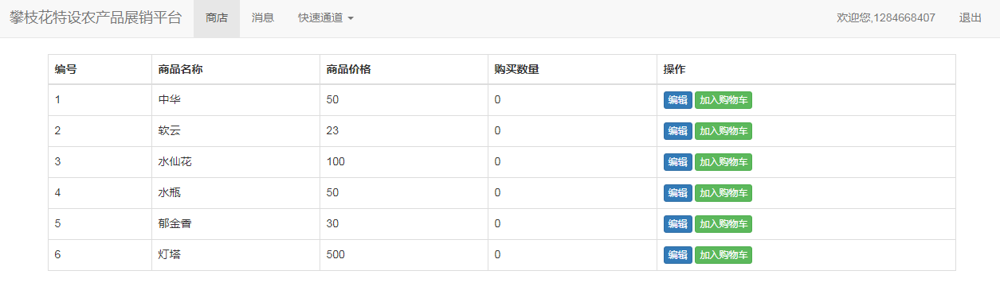 攀枝花特设农产品展销平台 商店 消息 快速通道 欢迎您,1284668407 退出
编号 商品名称 商品价格 购买数量 操作
1 中华 50 0 编辑 加入购物车
2 软云 23 0 编辑 加入购物车
3 水仙花 100 0 编辑 加入购物车
4 水瓶 50 0 编辑 加入购物车
5 郁金香 30 0 编辑 加入购物车
6 灯塔 500 0 编辑 加入购物车